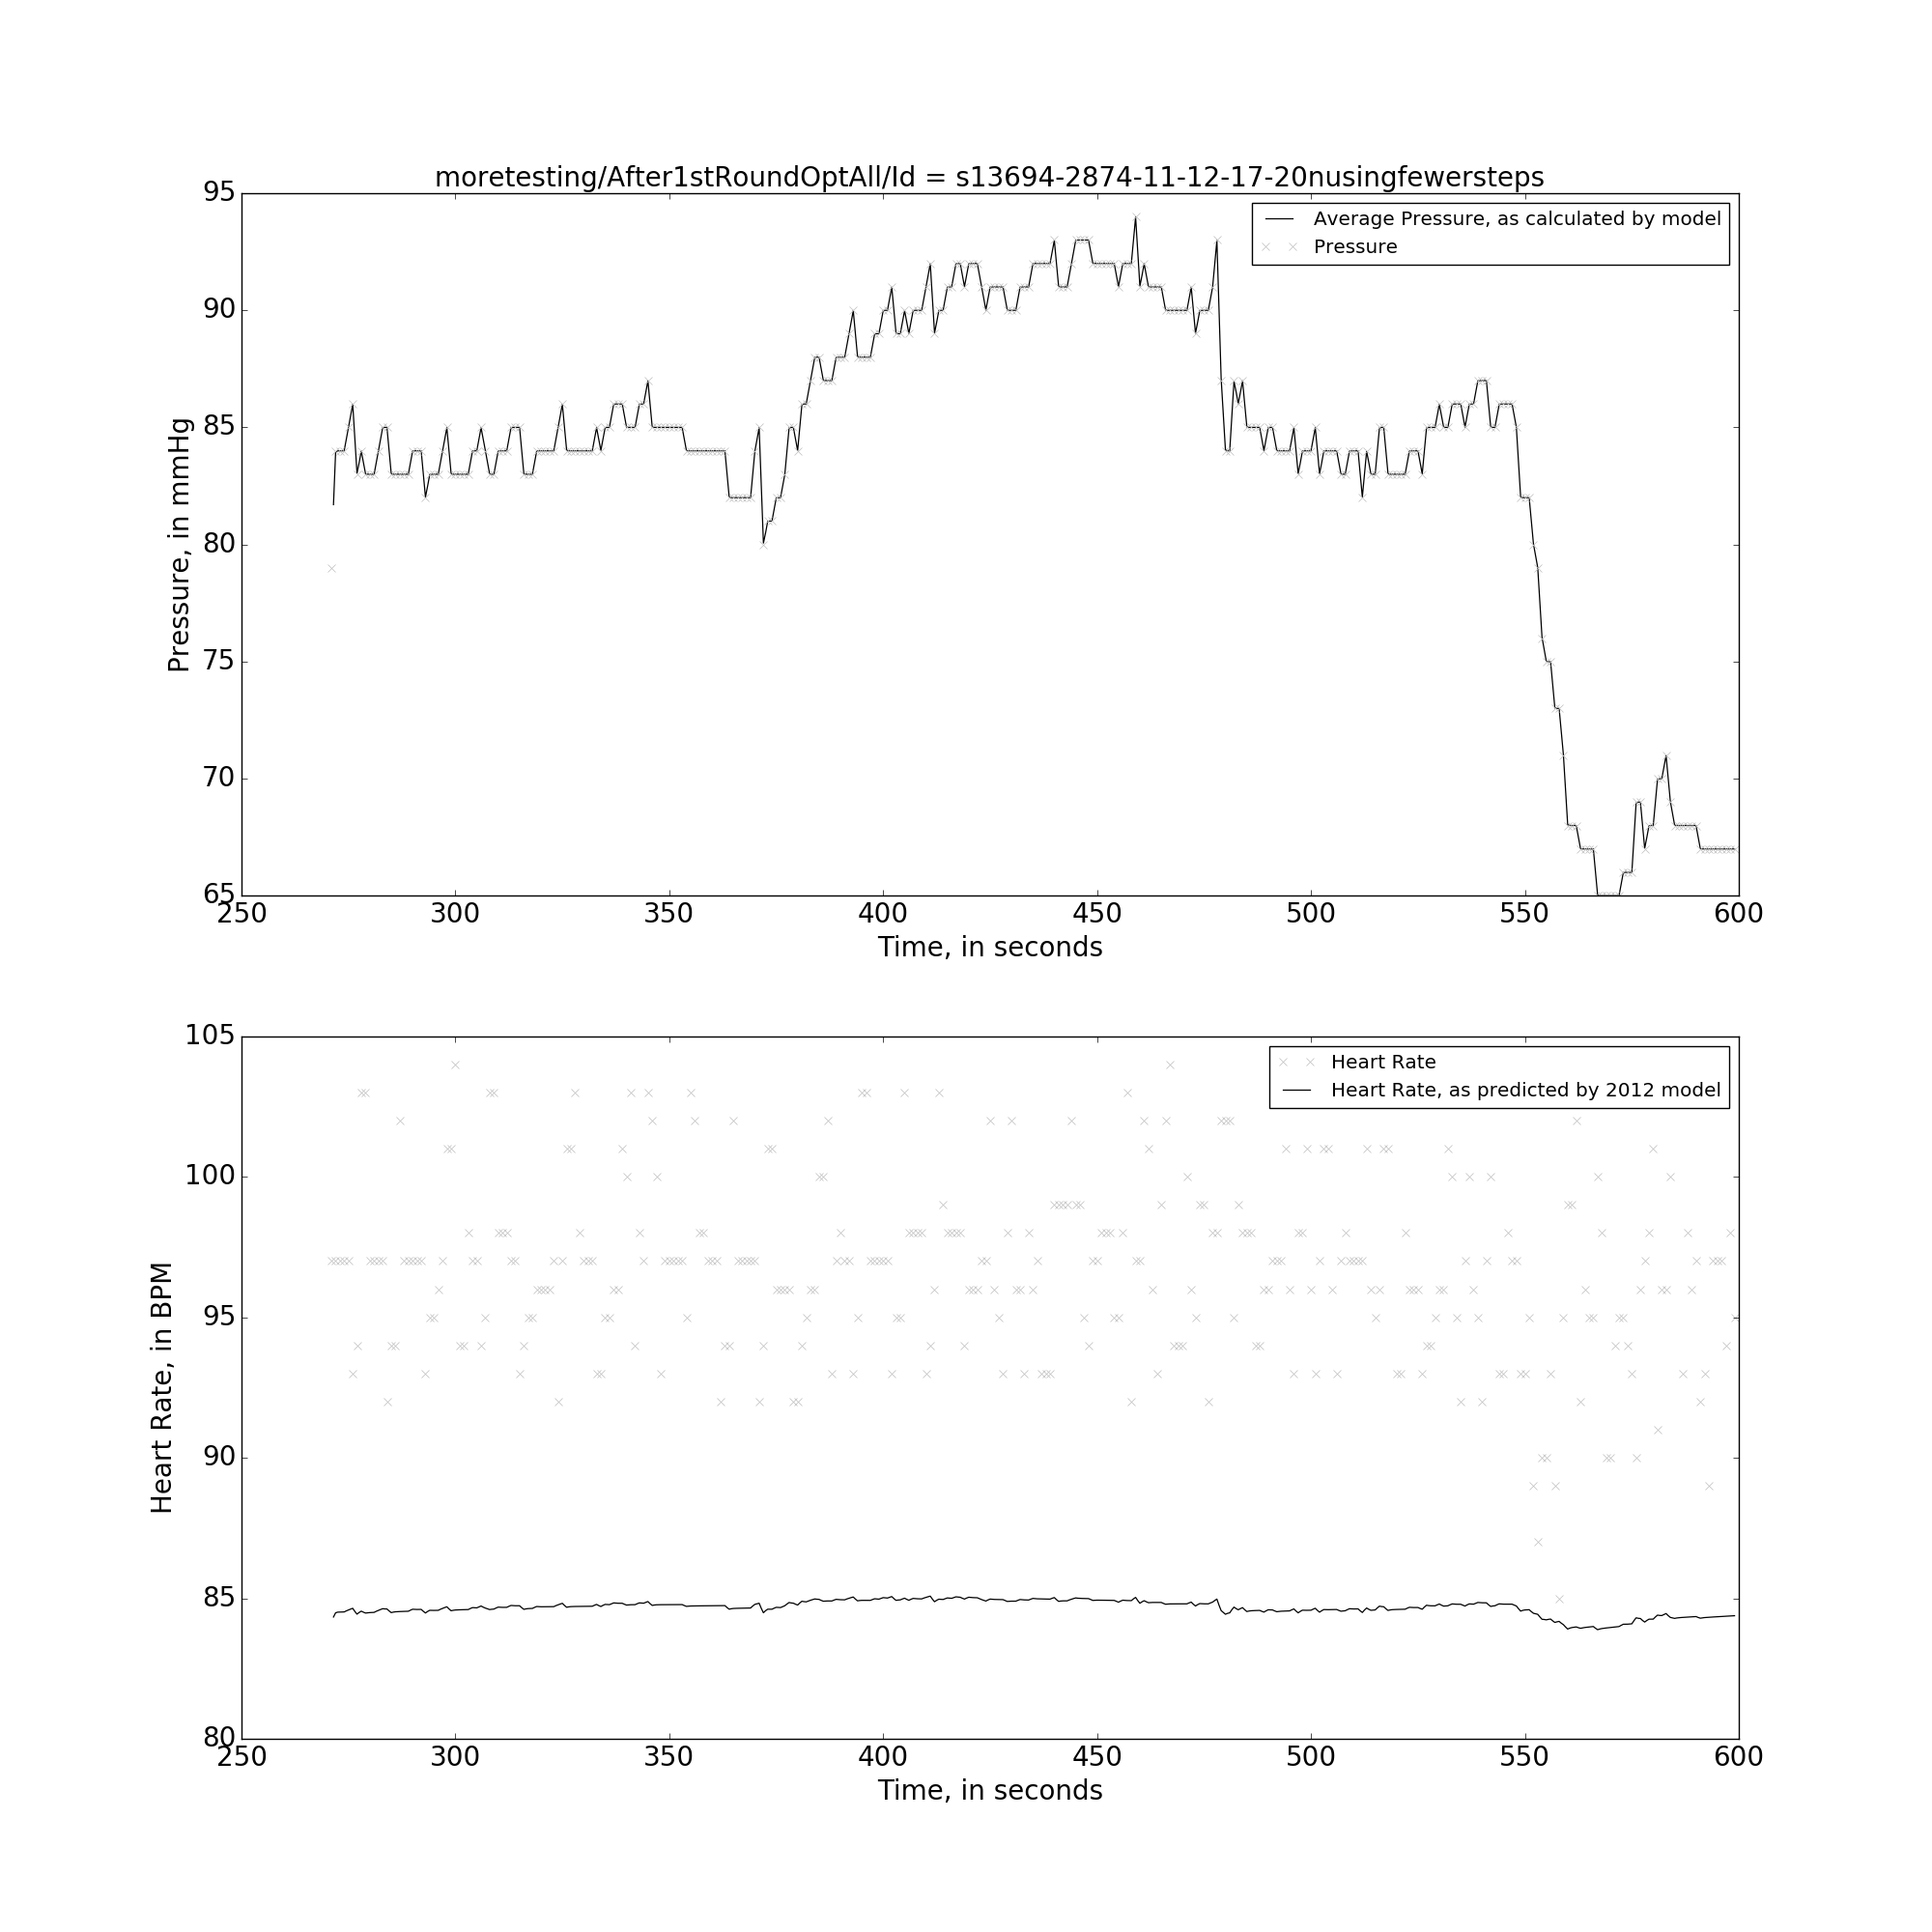 moretesting/After1stRoundOptAll/Id = s13694-2874-11-12-17-20nusingfewersteps
95
90
85
80
75
70
65
Pressure, in mmHg
Average Pressure, as calculated by model
Pressure
250 300 350 400 450 500 550 600
Time, in seconds
105
100
95
90
85
80
Heart Rate, in BPM
Heart Rate
Heart Rate, as predicted by 2012 model
250 300 350 400 450 500 550 600
Time, in seconds